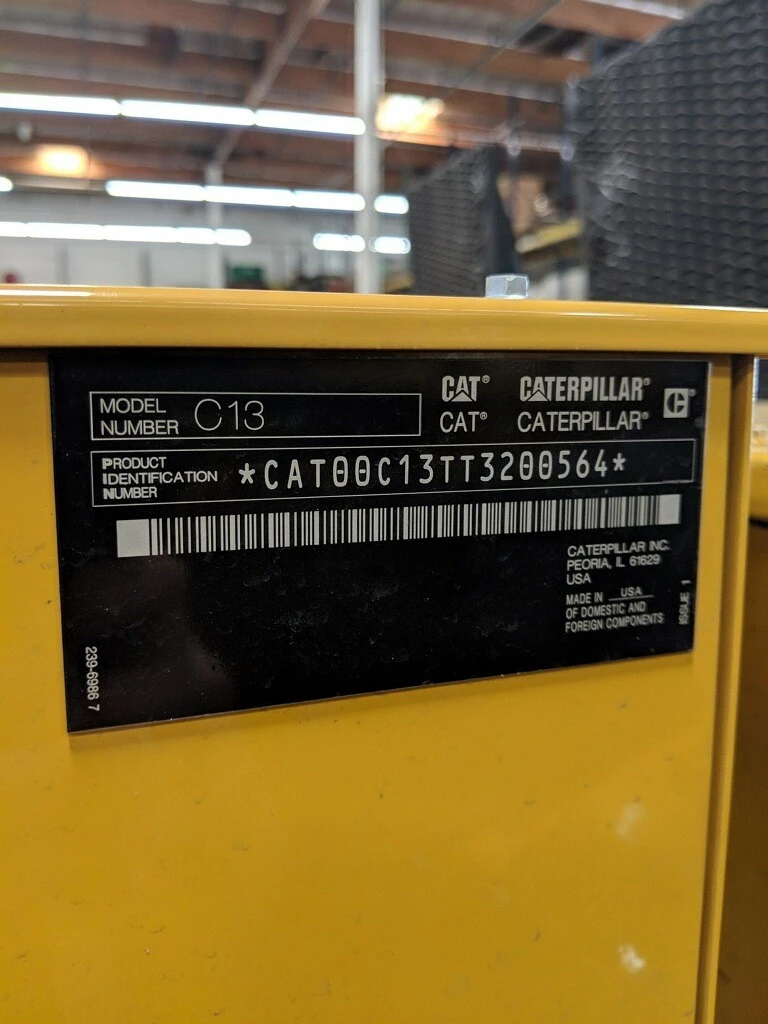 MODEL
NUMBER C13
CAT® CATERPILLAR®
CAT® CATERPILLAR®
PRODUCT
IDENTIFICATION
NUMBER
*CAT00C13TT3200564*
CATERPILLAR INC.
PEORIA, IL 61629
USA
MADE IN USA
OF DOMESTIC AND
FOREIGN COMPONENTS
ISSUE 1
239-6986 7